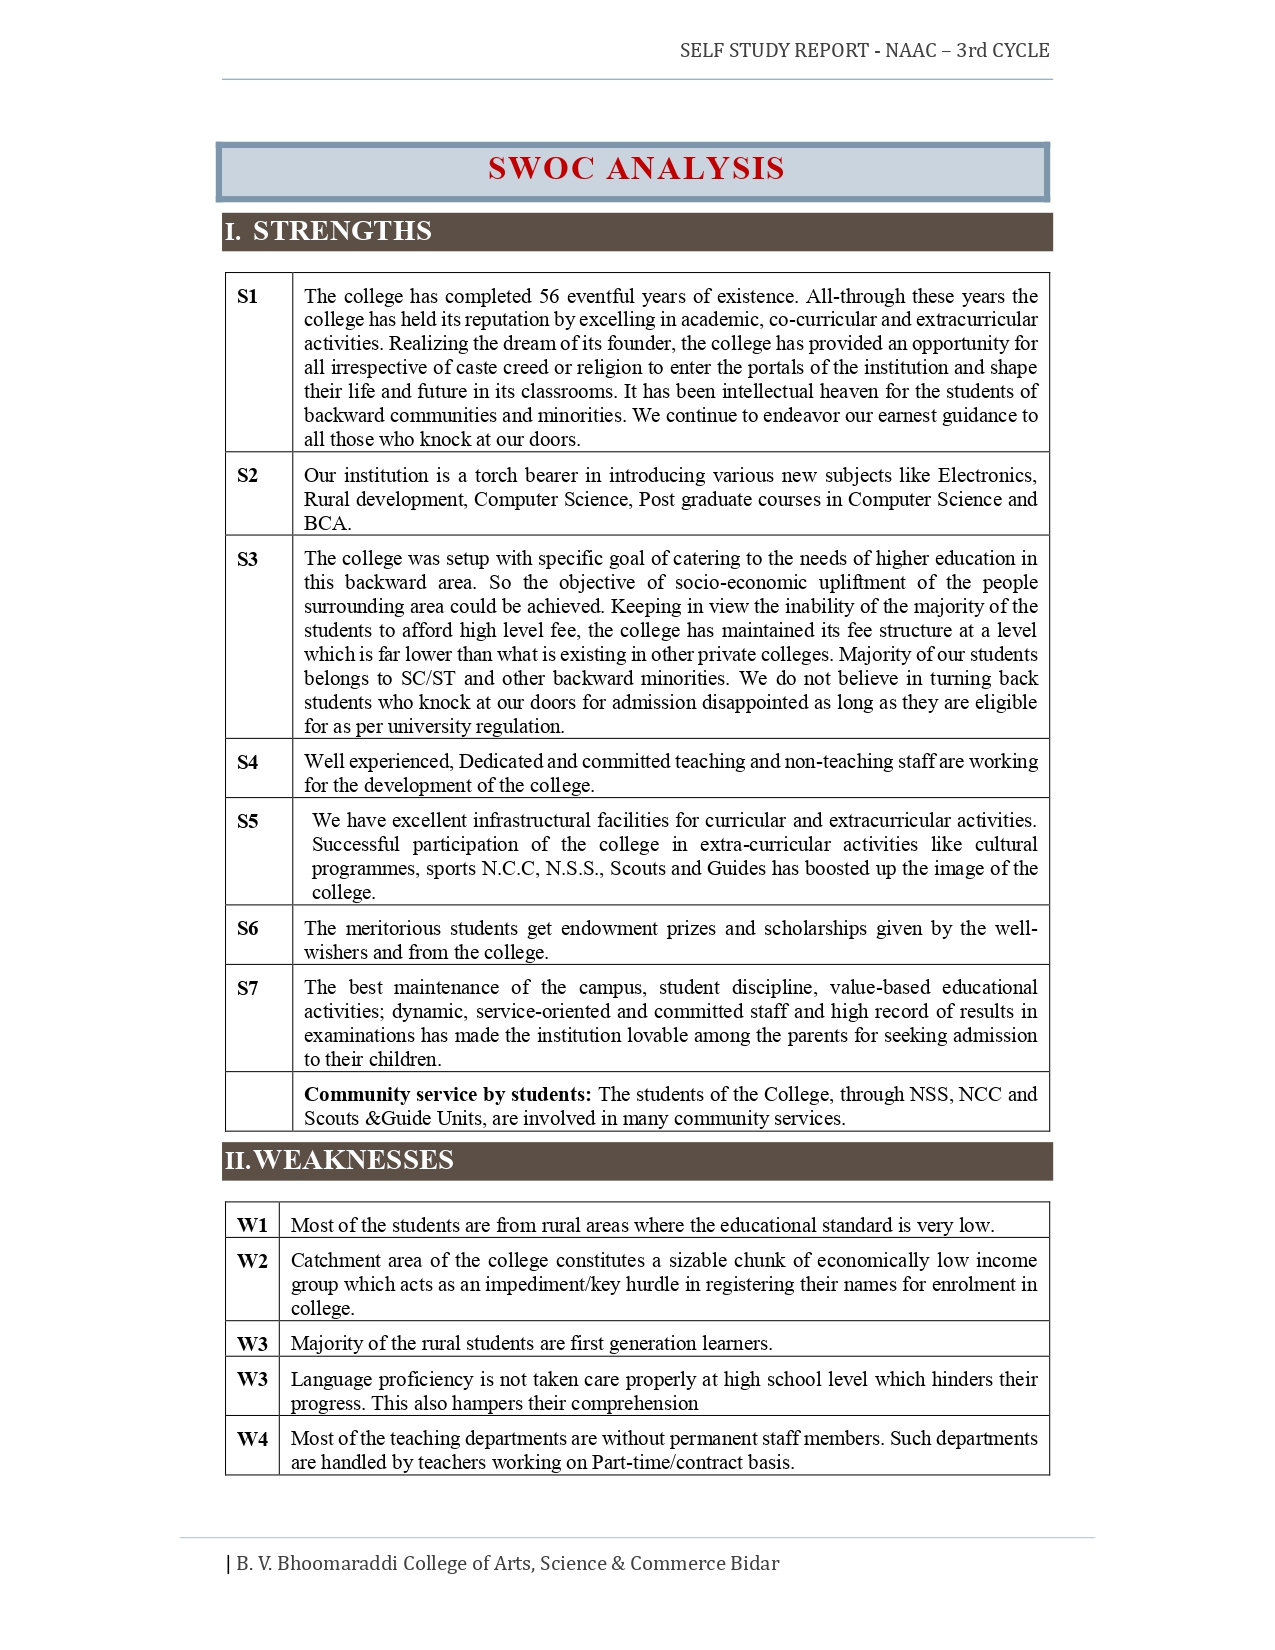 SELF STUDY REPORT - NAAC – 3rd CYCLE
SWOC ANALYSIS
I. STRENGTHS
S1 The college has completed 56 eventful years of existence. All-through these years the
college has held its reputation by excelling in academic, co-curricular and extracurricular
activities. Realizing the dream of its founder, the college has provided an opportunity for
all irrespective of caste creed or religion to enter the portals of the institution and shape
their life and future in its classrooms. It has been intellectual heaven for the students of
backward communities and minorities. We continue to endeavor our earnest guidance to
all those who knock at our doors.
S2 Our institution is a torch bearer in introducing various new subjects like Electronics,
Rural development, Computer Science, Post graduate courses in Computer Science and
BCA.
S3 The college was setup with specific goal of catering to the needs of higher education in
this backward area. So the objective of socio-economic upliftment of the people
surrounding area could be achieved. Keeping in view the inability of the majority of the
students to afford high level fee, the college has maintained its fee structure at a level
which is far lower than what is existing in other private colleges. Majority of our students
belongs to SC/ST and other backward minorities. We do not believe in turning back
students who knock at our doors for admission disappointed as long as they are eligible
for as per university regulation.
S4 Well experienced, Dedicated and committed teaching and non-teaching staff are working
for the development of the college.
S5 We have excellent infrastructural facilities for curricular and extracurricular activities.
Successful participation of the college in extra-curricular activities like cultural
programmes, sports N.C.C, N.S.S., Scouts and Guides has boosted up the image of the
college.
S6 The meritorious students get endowment prizes and scholarships given by the well-
wishers and from the college.
S7 The best maintenance of the campus, student discipline, value-based educational
activities; dynamic, service-oriented and committed staff and high record of results in
examinations has made the institution lovable among the parents for seeking admission
to their children.
Community service by students: The students of the College, through NSS, NCC and
Scouts &Guide Units, are involved in many community services.
II.WEAKNESSES
W1 Most of the students are from rural areas where the educational standard is very low.
W2 Catchment area of the college constitutes a sizable chunk of economically low income
group which acts as an impediment/key hurdle in registering their names for enrolment in
college.
W3 Majority of the rural students are first generation learners.
W3 Language proficiency is not taken care properly at high school level which hinders their
progress. This also hampers their comprehension
W4 Most of the teaching departments are without permanent staff members. Such departments
are handled by teachers working on Part-time/contract basis.
| B. V. Bhoomaraddi College of Arts, Science & Commerce Bidar